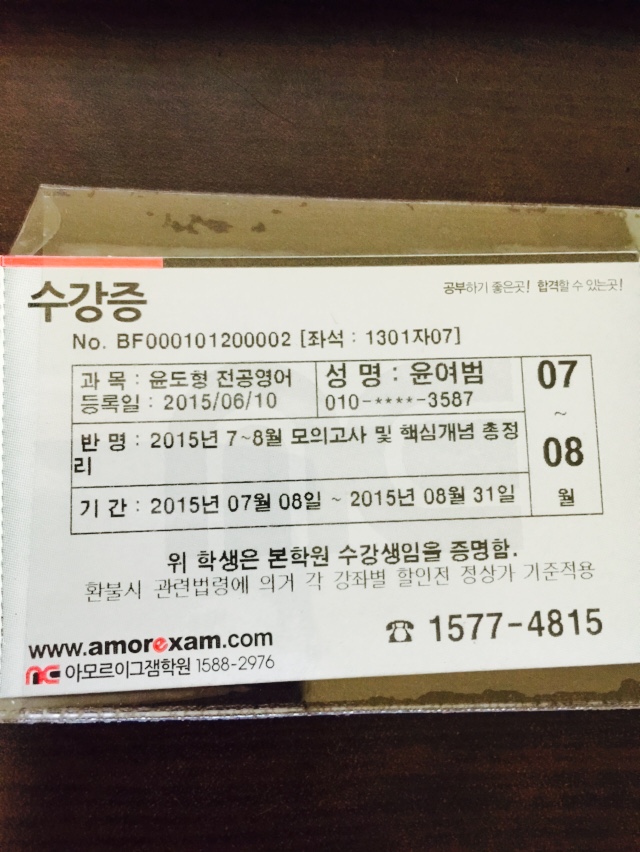 수강증
공부하기 좋은곳! 합격할 수 있는곳!
No. BF000101200002 [좌석 : 1301자07]
과 목 : 윤도형 전공영어
등록일 : 2015/06/10
성 명 : 윤여범
010-****-3587
07
~
08
월
반 명 : 2015년 7~8월 모의고사 및 핵심개념 총정
리
기 간 : 2015년 07월 08일 ~ 2015년 08월 31일
위 학생은 본학원 수강생임을 증명함.
환불시 관련법령에 의거 각 강좌별 할인전 정상가 기준적용
www.amorexam.com
☎ 1577-4815
아모르이그잼학원 1588-2976